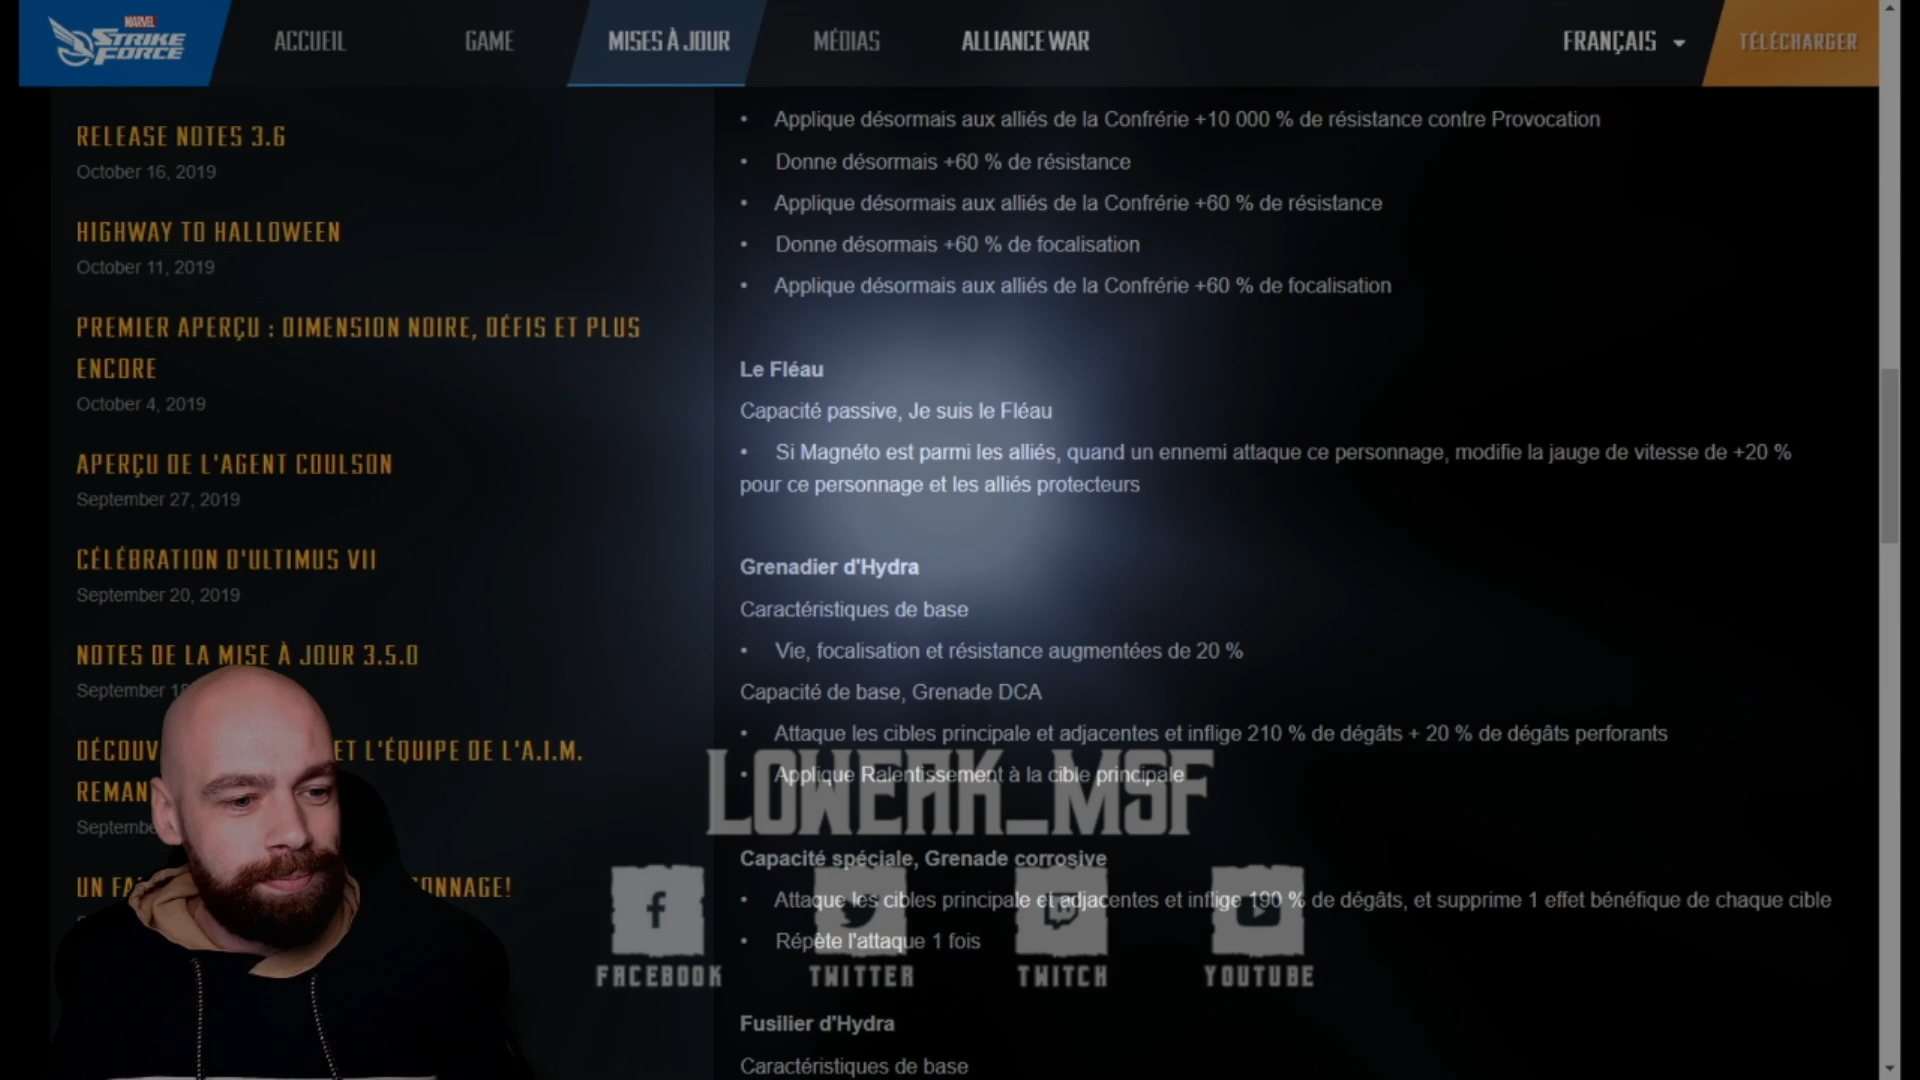 MARVEL
STRIKE
FORCE
ACCUEIL
GAME
MISES À JOUR
MÉDIAS
ALLIANCE WAR
FRANÇAIS
TÉLÉCHARGER
RELEASE NOTES 3.6
October 16, 2019
HIGHWAY TO HALLOWEEN
October 11, 2019
PREMIER APERÇU : DIMENSION NOIRE, DÉFIS ET PLUS
ENCORE
October 4, 2019
APERÇU DE L'AGENT COULSON
September 27, 2019
CÉLÉBRATION D'ULTIMUS VII
September 20, 2019
NOTES DE LA MISE À JOUR 3.5.0
September
ET L'ÉQUIPE DE L'A.I.M.
UN
• Applique désormais aux alliés de la Confrérie +10 000 % de résistance contre Provocation
• Donne désormais +60 % de résistance
• Applique désormais aux alliés de la Confrérie +60 % de résistance
• Donne désormais +60 % de focalisation
• Applique désormais aux alliés de la Confrérie +60 % de focalisation
Le Fléau
Capacité passive, Je suis le Fléau
• Si Magnéto est parmi les alliés, quand un ennemi attaque ce personnage, modifie la jauge de vitesse de +20 %
pour ce personnage et les alliés protecteurs
Grenadier d'Hydra
Caractéristiques de base
• Vie, focalisation et résistance augmentées de 20 %
Capacité de base, Grenade DCA
• Attaque les cibles principale et adjacentes et inflige 210 % de dégâts + 20 % de dégâts perforants
• Applique Ralentissement à la cible principale
LOWERK_MSF
Capacité spéciale, Grenade corrosive
• Attaque les cibles principale et adjacentes et inflige 190 % de dégâts, et supprime 1 effet bénéfique de chaque cible
• Répète l'attaque 1 fois
FACEBOOK
TWITTER
TWITCH
YOUTUBE
Fusilier d'Hydra
Caractéristiques de base